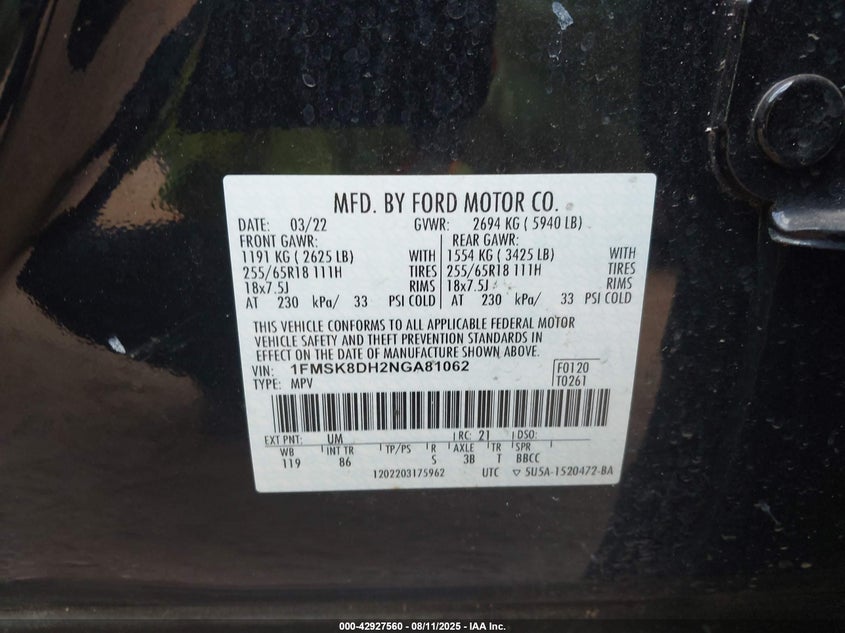 MFD. BY FORD MOTOR CO.
DATE: 03/22 GVWR: 2694 KG ( 5940 LB)
FRONT GAWR: REAR GAWR:
1191 KG ( 2625 LB) WITH 1554 KG ( 3425 LB) WITH
255/65R18 111H TIRES 255/65R18 111H TIRES
18x7.5J RIMS 18x7.5J RIMS
AT 230 kPa/ 33 PSI COLD AT 230 kPa/ 33 PSI COLD
THIS VEHICLE CONFORMS TO ALL APPLICABLE FEDERAL MOTOR
VEHICLE SAFETY AND THEFT PREVENTION STANDARDS IN
EFFECT ON THE DATE OF MANUFACTURE SHOWN ABOVE.
VIN: 1FMSK8DH2NGA81062 F0120
TYPE: MPV T0261
EXT PNT: UM RC: 21 DSO:
WB INT TR TP/PS R AXLE TR SPR
119 86 S 3B T BBCC
1202203175962 UTC ▽ 5U5A-1520472-BA
000-42927560 - 08/11/2025 - IAA Inc.